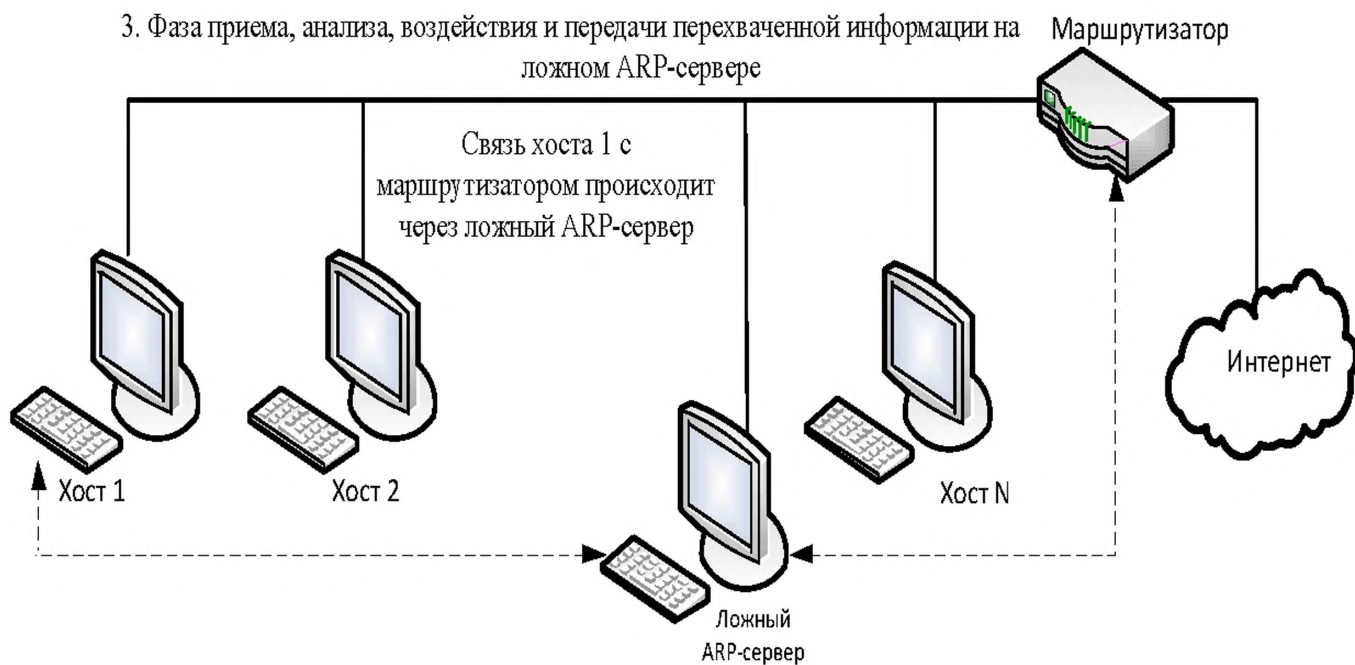 3. Фаза приема, анализа, воздействия и передачи перехваченной информации на
ложном ARP-сервере
Маршрутизатор
Связь хоста 1 с
маршрутизатором происходит
через ложный ARP-сервер
Интернет
Хост 1
Хост 2
Хост N
Ложный
ARP-сервер